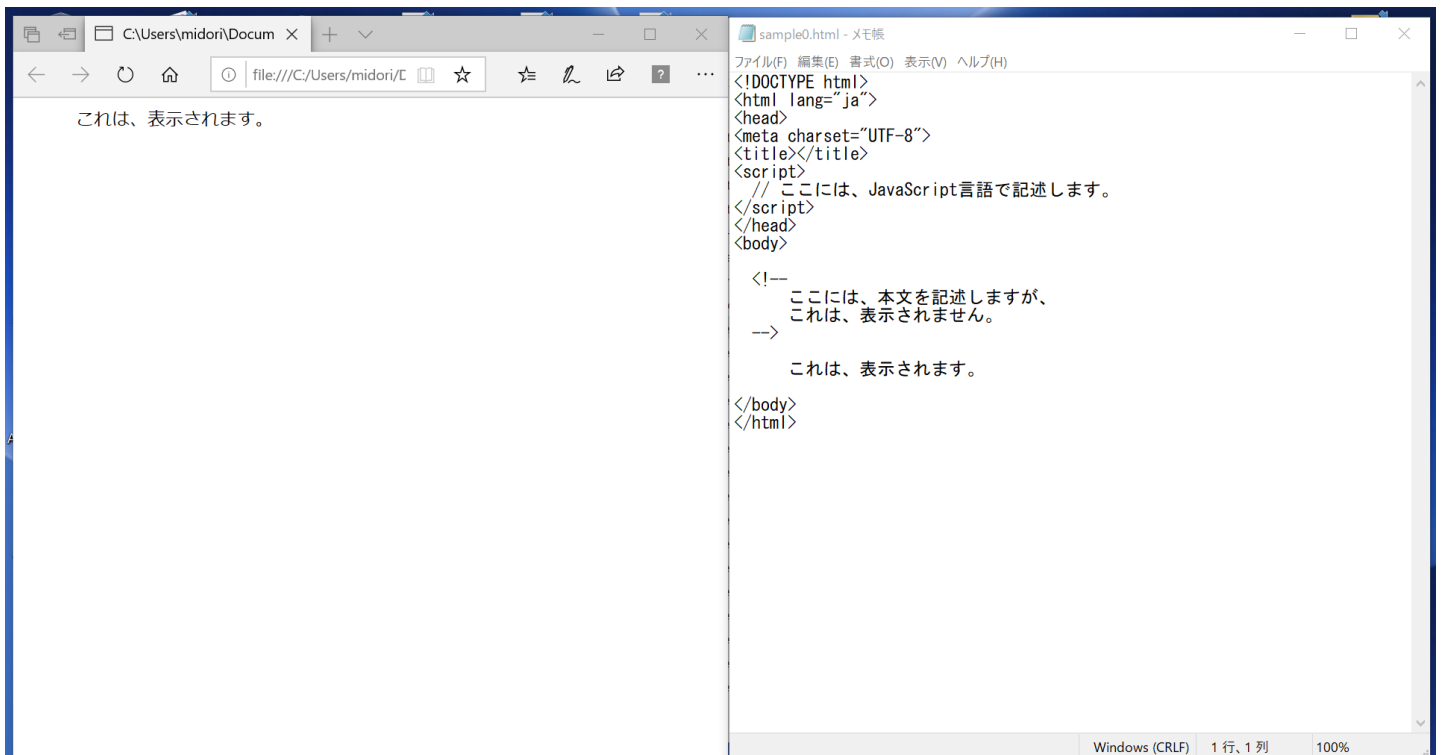 C:\Users\midori\Docum
file:///C:/Users/midori/D
これは、表示されます。
sample0.html - メモ帳
ファイル(F) 編集(E) 書式(O) 表示(V) ヘルプ(H)
<!DOCTYPE html>
<html lang="ja">
<head>
<meta charset="UTF-8">
<title></title>
<script>
// ここには、JavaScript言語で記述します。
</script>
</head>
<body>
<!--
ここには、本文を記述しますが、
これは、表示されません。
-->
これは、表示されます。
</body>
</html>
Windows (CRLF) 1 行、1 列 100%